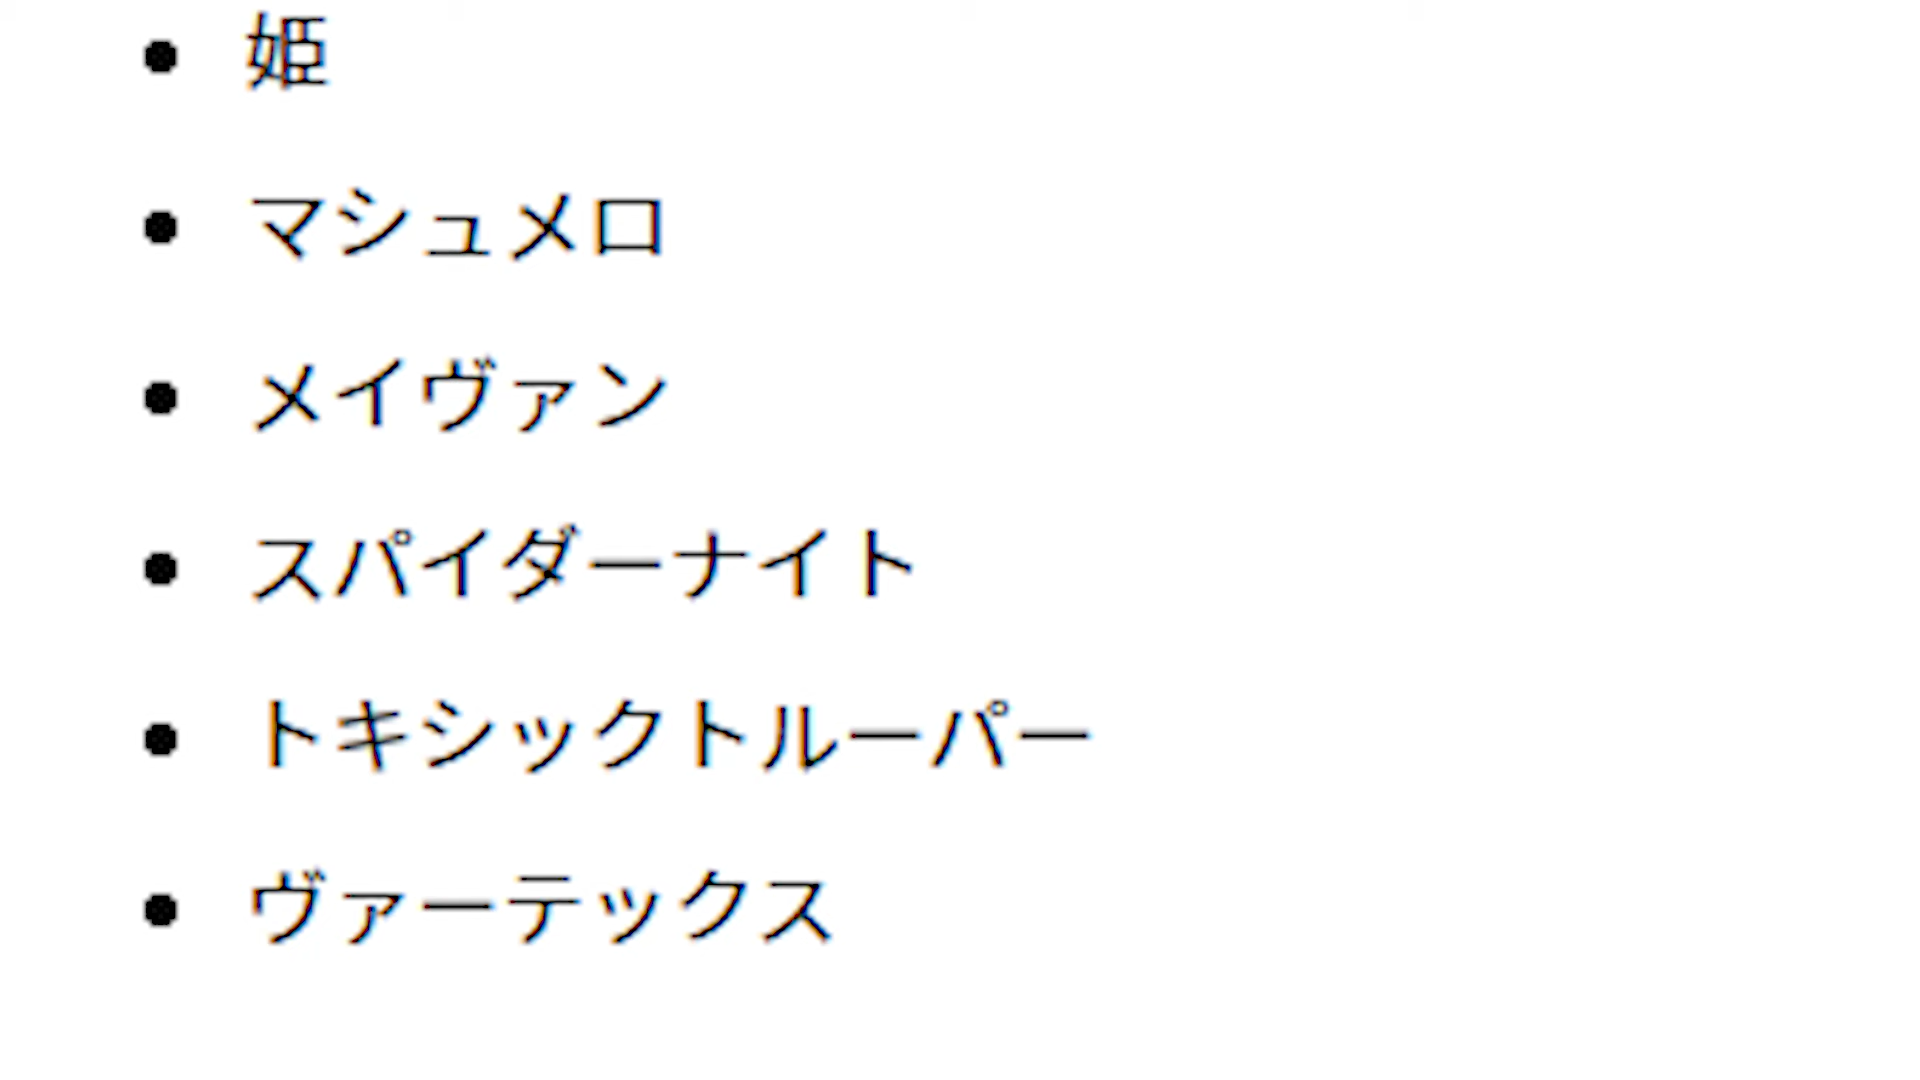 • 姫
• マシュメロ
• メイヴァン
• スパイダーナイト
• トキシックトルーパー
• ヴァーテックス